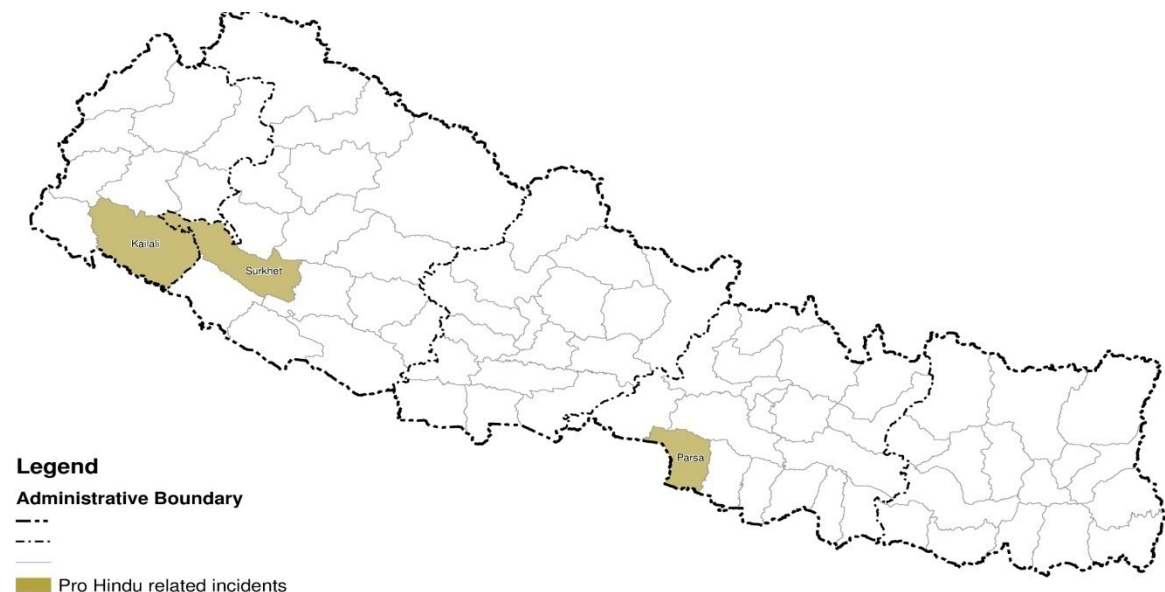 Kailali
Surkhet
Parsa
Legend
Administrative Boundary
Pro Hindu related incidents